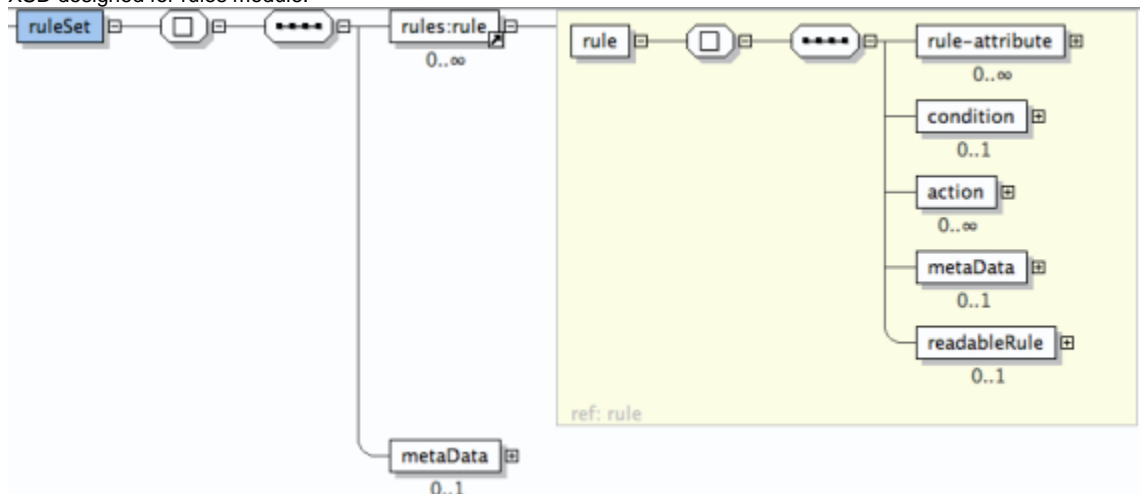 XSD designed for rules module.
ruleSet
rules:rule
0..∞
rule
rule-attribute
0..∞
condition
0..1
action
0..∞
metaData
0..1
readableRule
0..1
ref: rule
metaData
0..1